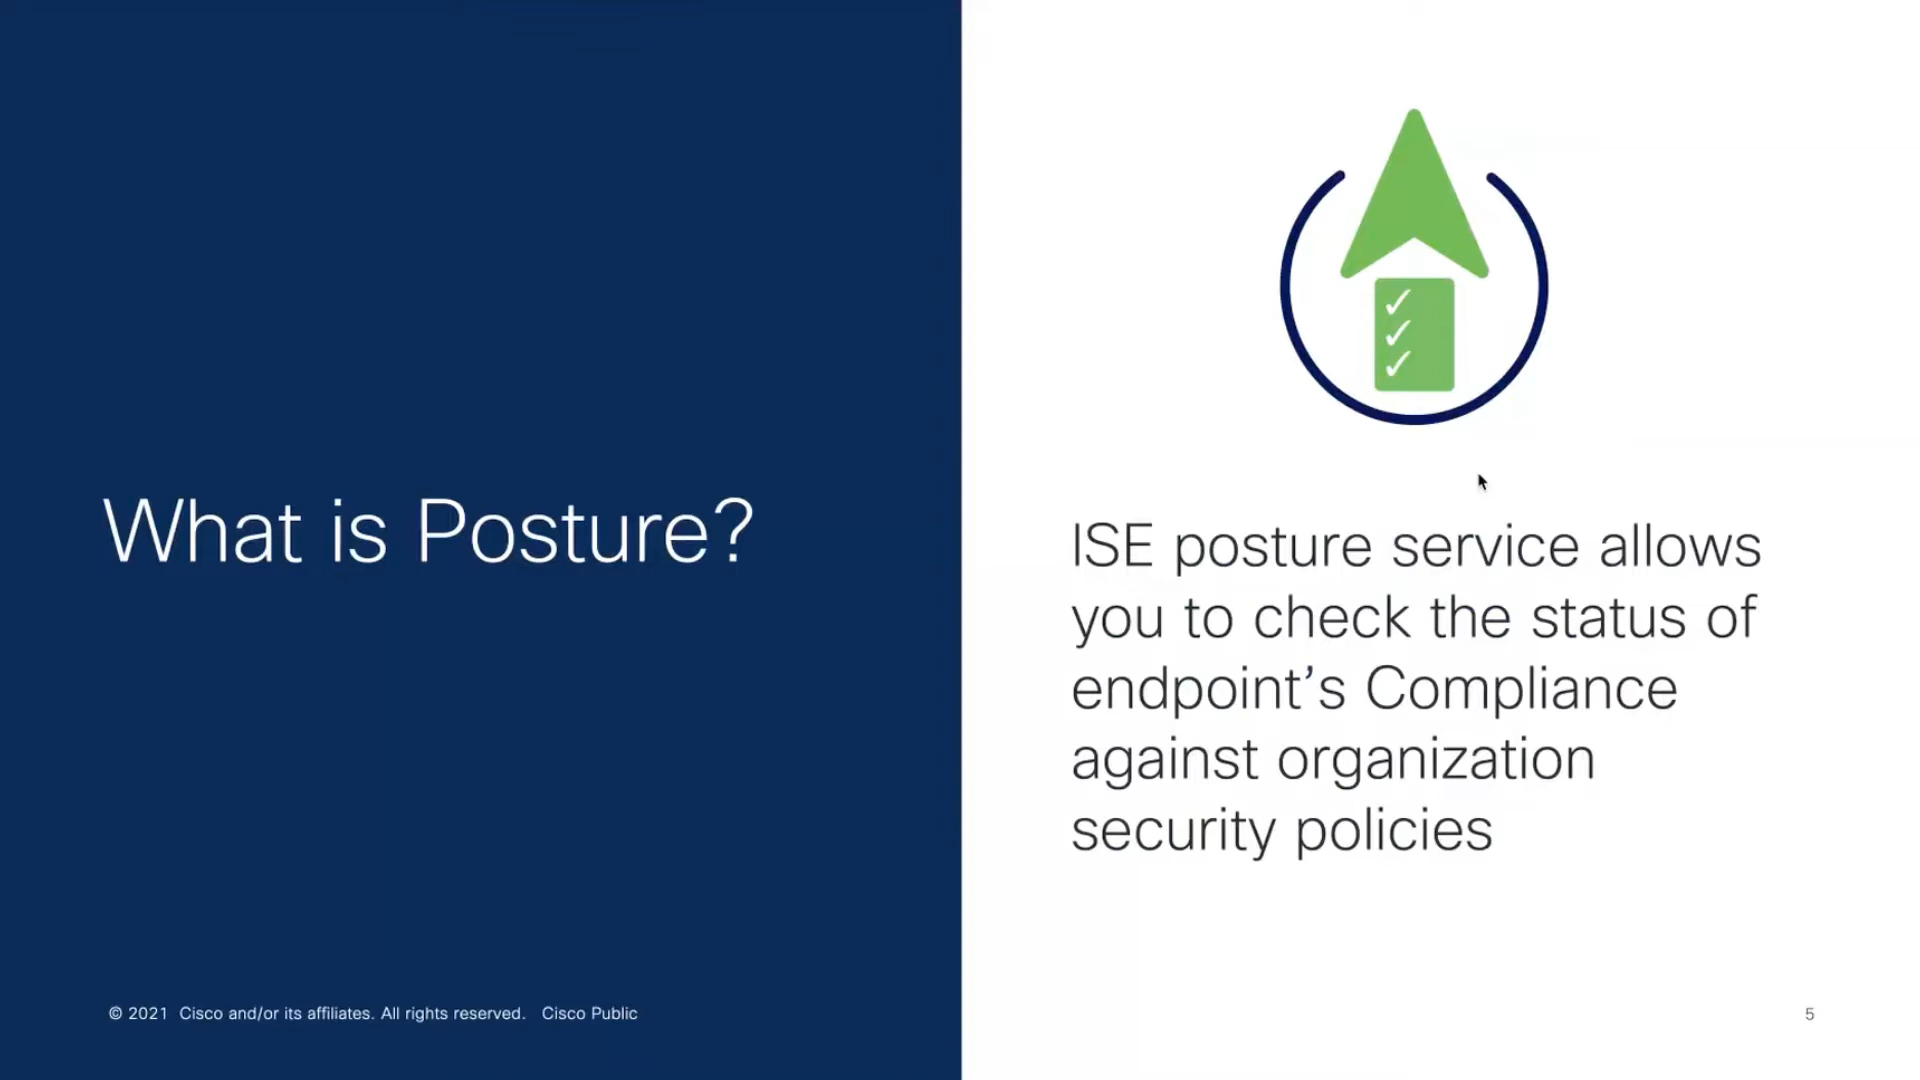 What is Posture?
ISE posture service allows
you to check the status of
endpoint’s Compliance
against organization
security policies
© 2021 Cisco and/or its affiliates. All rights reserved. Cisco Public
5